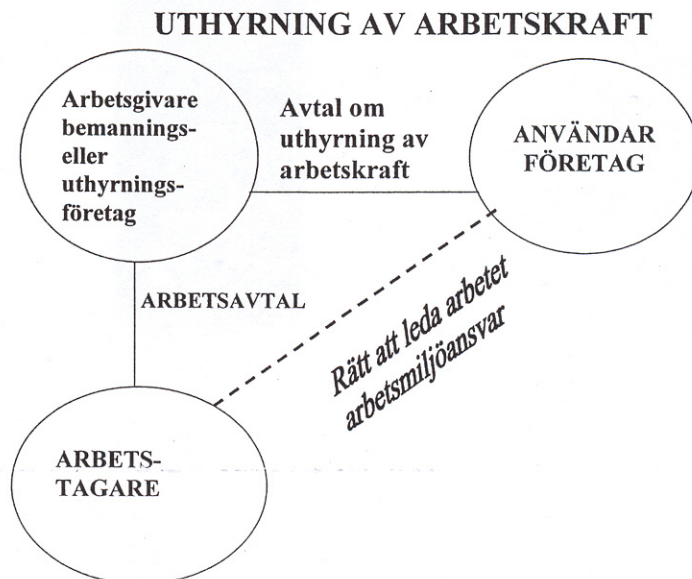 UTHYRNING AV ARBETSKRAFT
Arbetsgivare
bemannings-
eller
uthyrnings-
företag
Avtal om
uthyrning av
arbetskraft
ANVÄNDAR
FÖRETAG
ARBETSAVTAL
Rätt att leda arbetet
arbetsmiljöansvar
ARBETS-
TAGARE